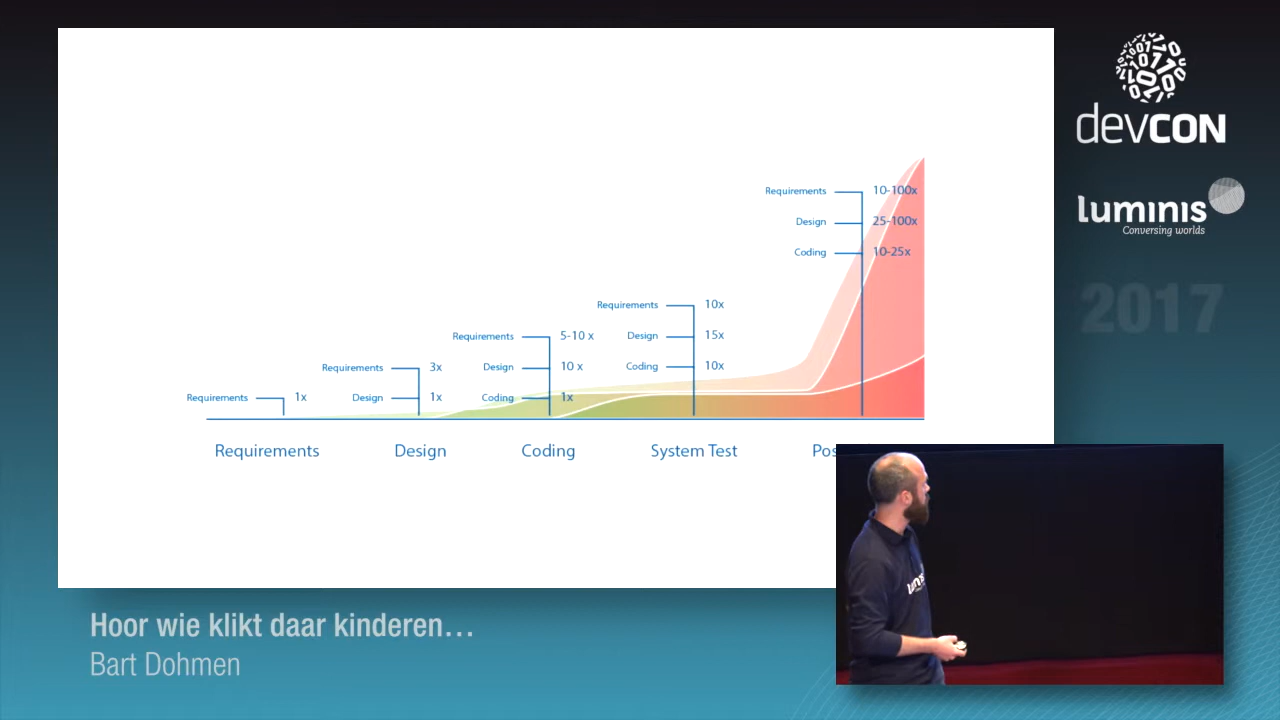 devcon
luminis
Conversing worlds
2017
Requirements 10-100x
Design 25-100x
Coding 10-25x
Requirements 10x
Design 15x
Coding 10x
Requirements 5-10 x
Design 10 x
Coding 1x
Requirements 3x
Design 1x
Requirements 1x
Requirements Design Coding System Test
Hoor wie klikt daar kinderen...
Bart Dohmen